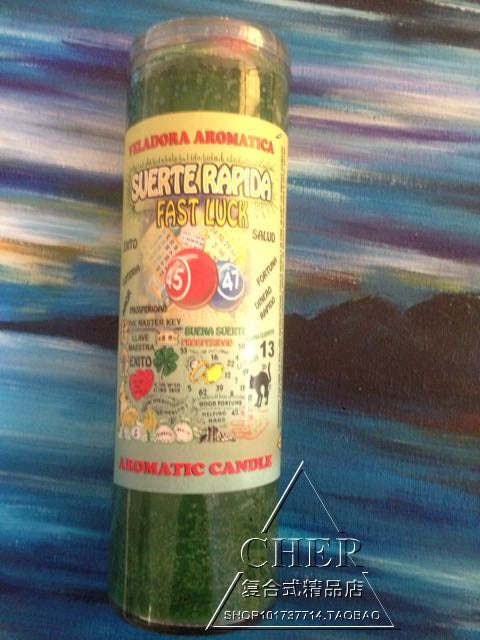 VELADORA AROMATICA
SUERTE RAPIDA
FAST LUCK
EXITO
SALUD
LOTERIA
FORTUNA
DINERO RAPIDO
45
47
PROSPERIDAD
THE MASTER KEY
BUENA SUERTE
PROSPERIDAD
LLAVE MAESTRA
EXITO
13
GOOD FORTUNE
HELPING HAND
AROMATIC CANDLE
CHER
复合式精品店
SHOP101737714.TAOBAO